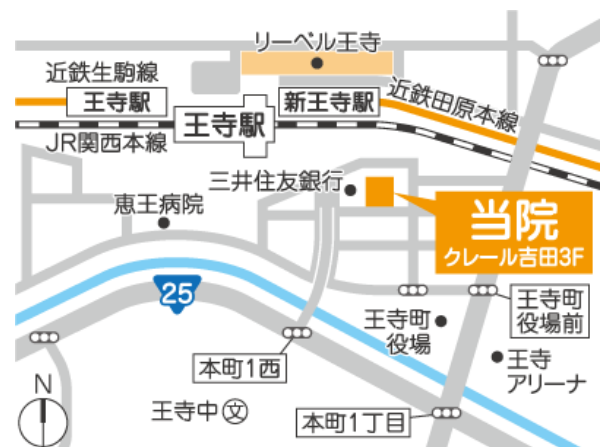 リーベル王寺
近鉄生駒線
王寺駅
新王寺駅
近鉄田原本線
王寺駅
JR関西本線
三井住友銀行
恵王病院
当院
クレール吉田3F
25
王寺町
役場前
王寺町
役場
本町1西
王寺
アリーナ
N
王寺中
文
本町1丁目